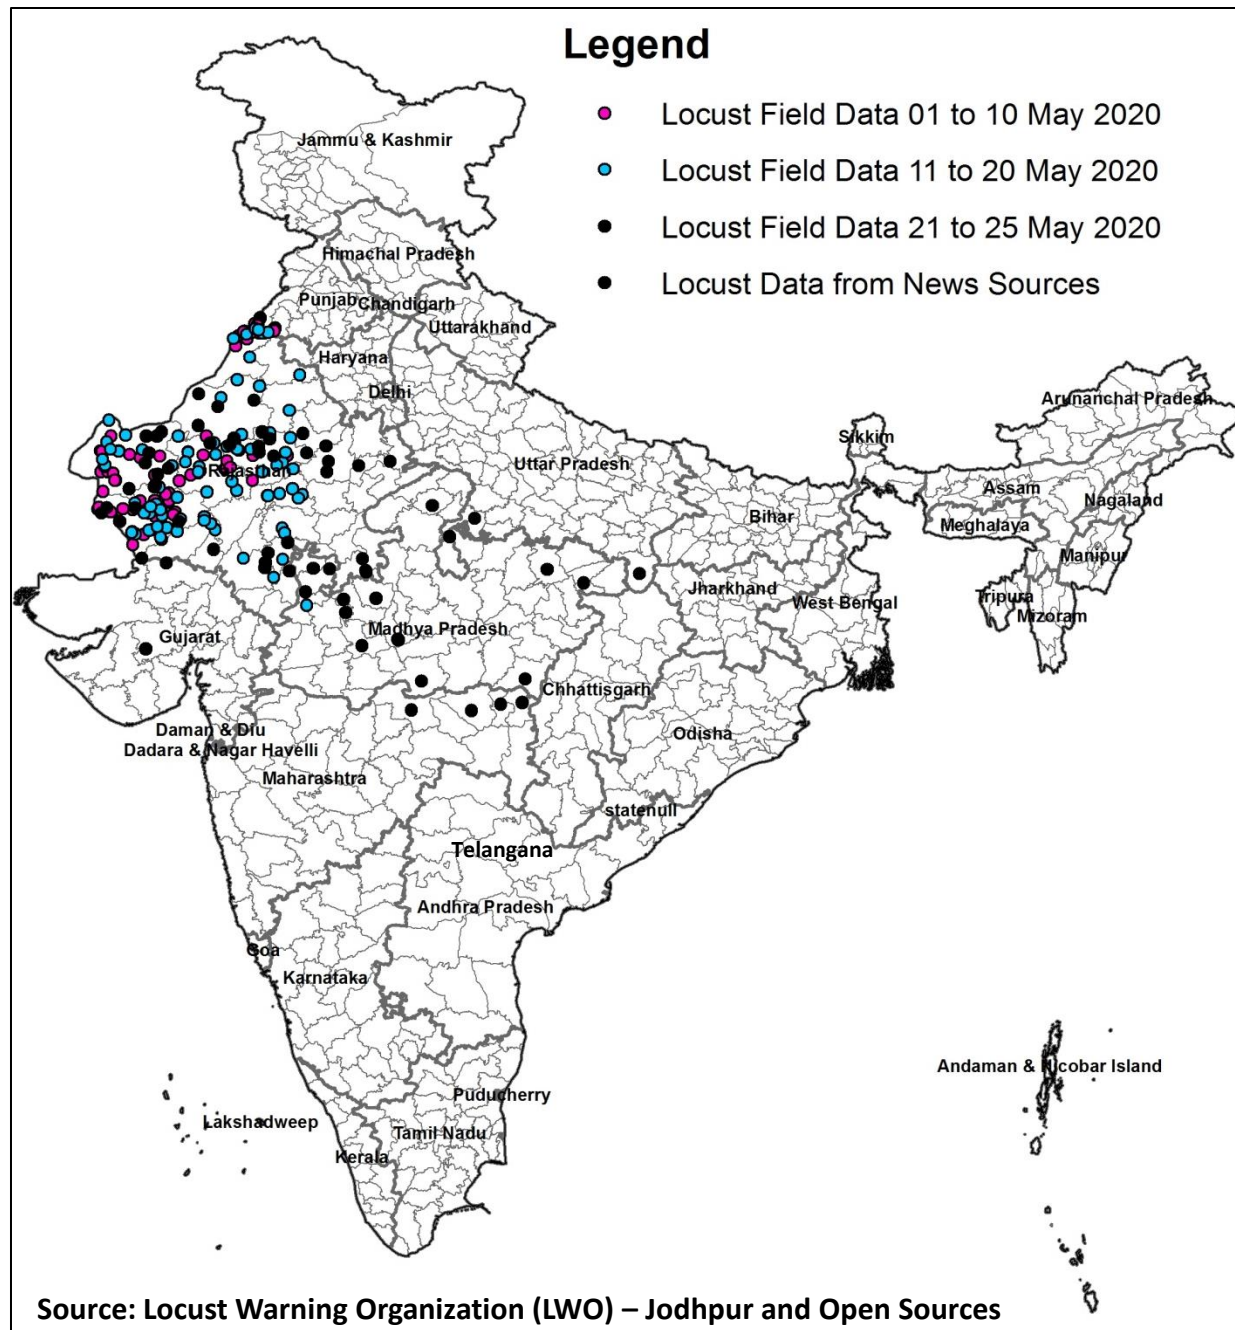 Legend
Locust Field Data 01 to 10 May 2020
Locust Field Data 11 to 20 May 2020
Locust Field Data 21 to 25 May 2020
Locust Data from News Sources
Jammu & Kashmir
Himachal Pradesh
Punjab
Chandigarh
Uttarakhand
Haryana
Delhi
Arunanchal Pradesh
Sikkim
Rajasthan
Uttar Pradesh
Assam
Nagaland
Bihar
Meghalaya
Manipur
Jharkhand
West Bengal
Tripura
Mizoram
Gujarat
Madhya Pradesh
Chhattisgarh
Daman & Diu
Dadara & Nagar Havelli
Odisha
Maharashtra
statenull
Telangana
Andhra Pradesh
Goa
Karnataka
Andaman & Nicobar Island
Puducherry
Lakshadweep
Tamil Nadu
Kerala
Source: Locust Warning Organization (LWO) – Jodhpur and Open Sources